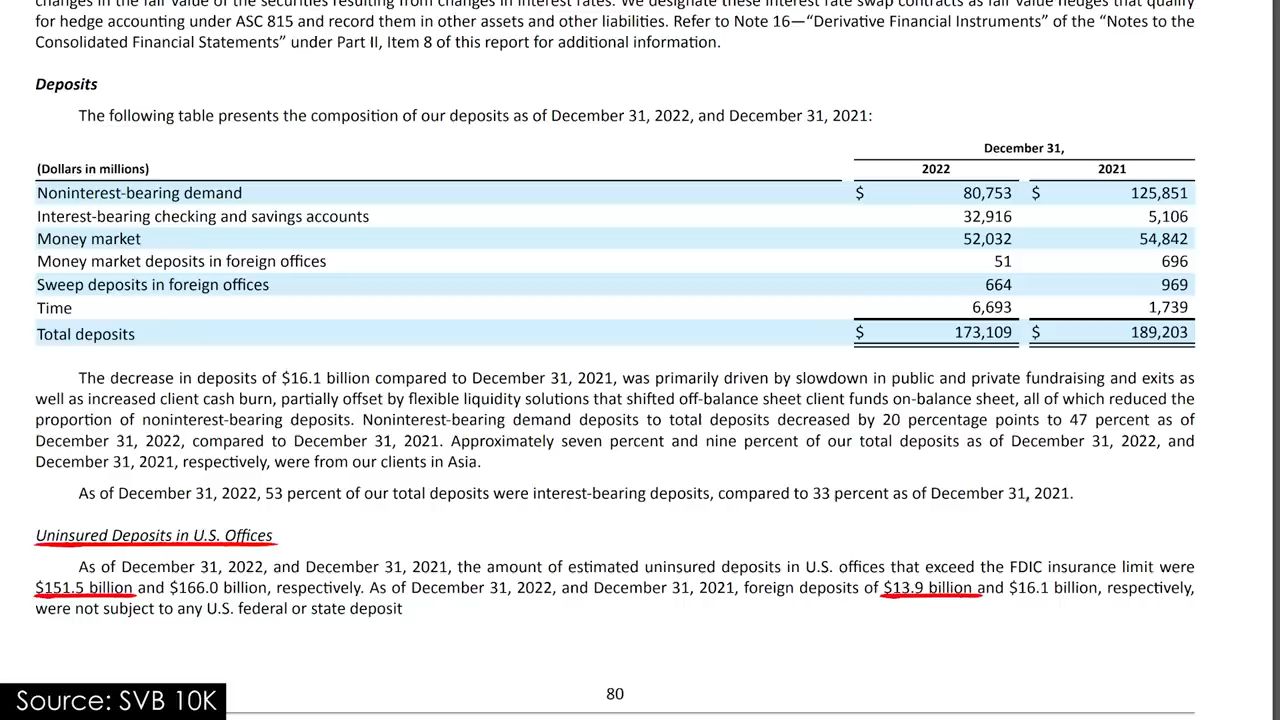 changes in the fair value of the securities resulting from changes in interest rates. We designate these interest rate swap contracts as fair value hedges that qualify
for hedge accounting under ASC 815 and record them in other assets and other liabilities. Refer to Note 16—“Derivative Financial Instruments” of the “Notes to the
Consolidated Financial Statements” under Part II, Item 8 of this report for additional information.
Deposits
The following table presents the composition of our deposits as of December 31, 2022, and December 31, 2021:
December 31,
(Dollars in millions) 2022 2021
Noninterest-bearing demand $ 80,753 $ 125,851
Interest-bearing checking and savings accounts 32,916 5,106
Money market 52,032 54,842
Money market deposits in foreign offices 51 696
Sweep deposits in foreign offices 664 969
Time 6,693 1,739
Total deposits $ 173,109 $ 189,203
The decrease in deposits of $16.1 billion compared to December 31, 2021, was primarily driven by slowdown in public and private fundraising and exits as
well as increased client cash burn, partially offset by flexible liquidity solutions that shifted off-balance sheet client funds on-balance sheet, all of which reduced the
proportion of noninterest-bearing deposits. Noninterest-bearing demand deposits to total deposits decreased by 20 percentage points to 47 percent as of
December 31, 2022, compared to December 31, 2021. Approximately seven percent and nine percent of our total deposits as of December 31, 2022, and
December 31, 2021, respectively, were from our clients in Asia.
As of December 31, 2022, 53 percent of our total deposits were interest-bearing deposits, compared to 33 percent as of December 31, 2021.
Uninsured Deposits in U.S. Offices
As of December 31, 2022, and December 31, 2021, the amount of estimated uninsured deposits in U.S. offices that exceed the FDIC insurance limit were
$151.5 billion and $166.0 billion, respectively. As of December 31, 2022, and December 31, 2021, foreign deposits of $13.9 billion and $16.1 billion, respectively,
were not subject to any U.S. federal or state deposit
80
Source: SVB 10K